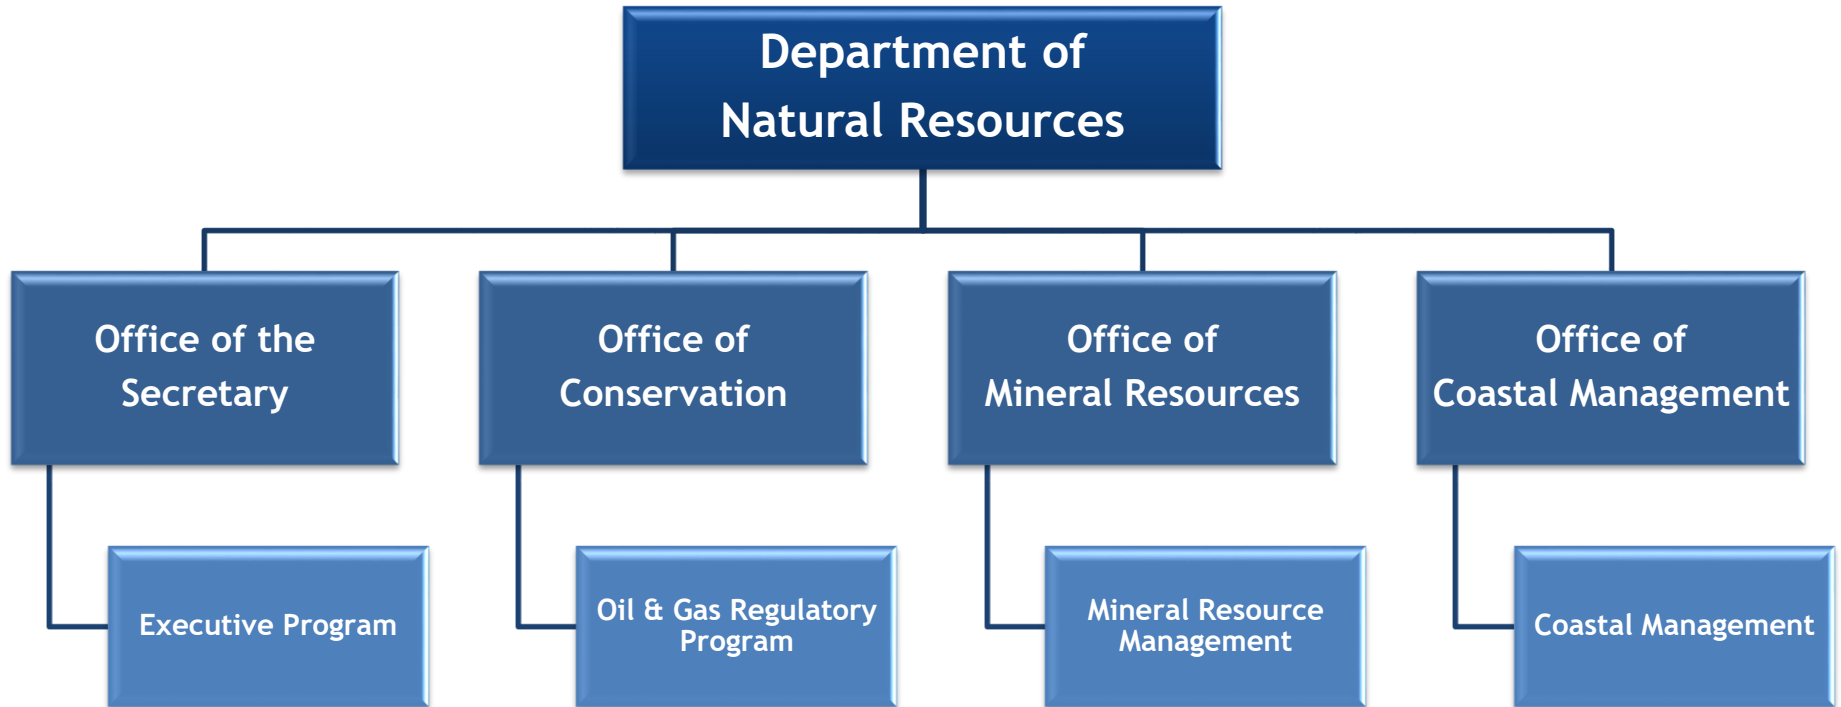 Department of
Natural Resources
Office of the
Secretary
Office of
Conservation
Office of
Mineral Resources
Office of
Coastal Management
Executive Program
Oil & Gas Regulatory
Program
Mineral Resource
Management
Coastal Management